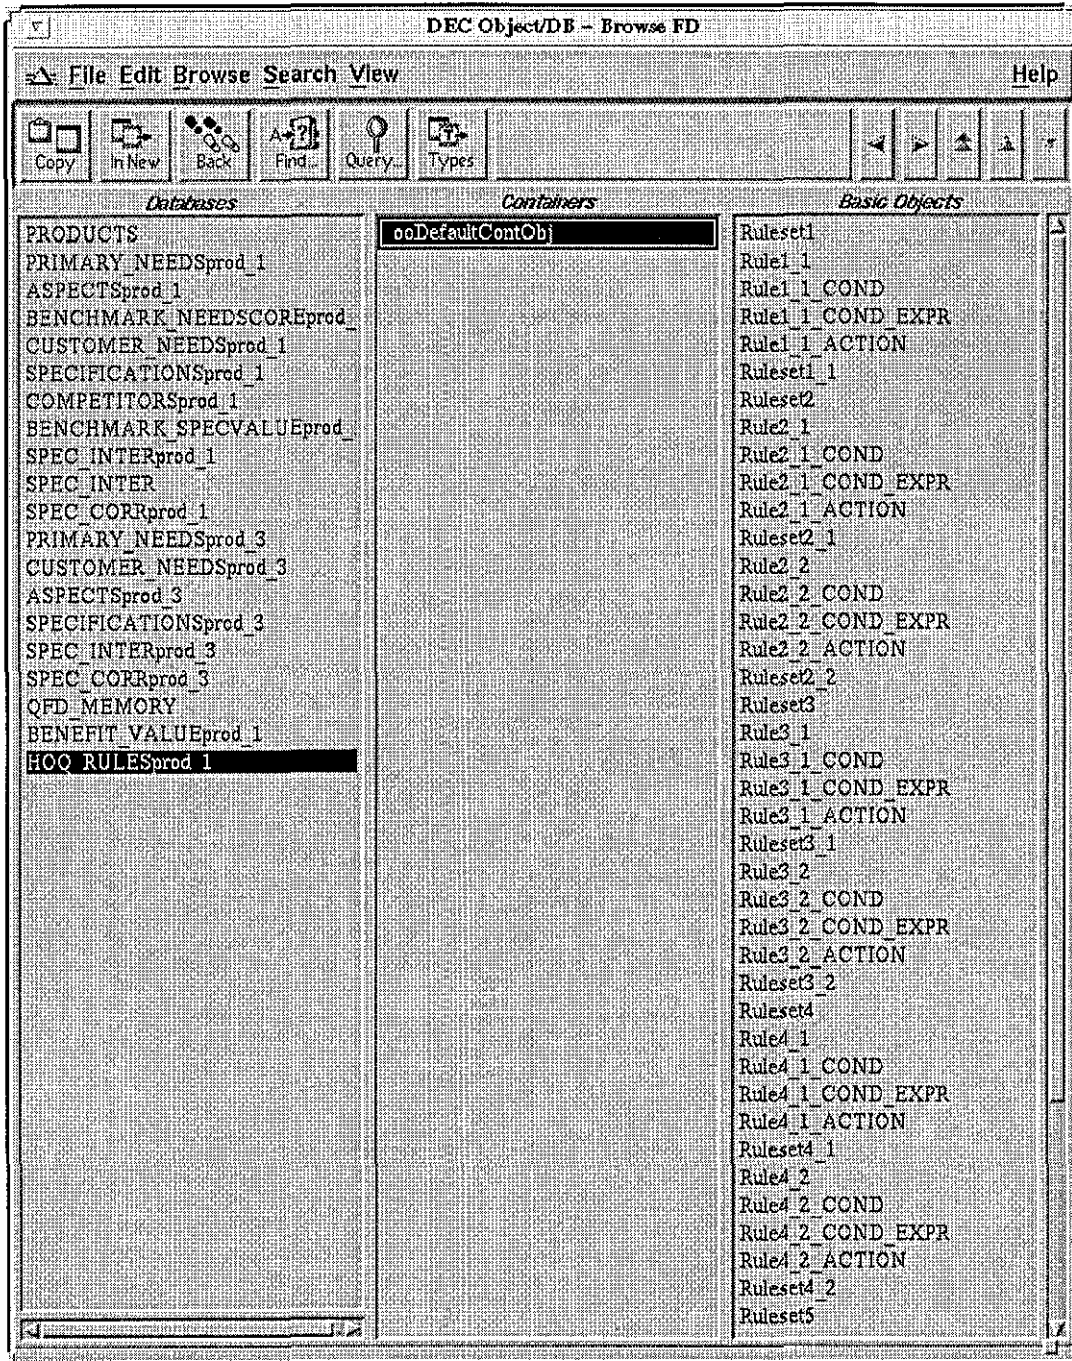 DEC Object/DB – Browse FD
File Edit Browse Search View Help
Copy In New Back Find... Query... Types
Databases Containers Basic Objects
PRODUCTS
PRIMARY_NEEDSprod_1
ASPECTSprod_1
BENCHMARK_NEEDSCOREprod_
CUSTOMER_NEEDSprod_1
SPECIFICATIONSprod_1
COMPETITORSprod_1
BENCHMARK_SPECVALUEprod_
SPEC_INTERprod_1
SPEC_INTER
SPEC_CORRprod_1
PRIMARY_NEEDSprod_3
CUSTOMER_NEEDSprod_3
ASPECTSprod_3
SPECIFICATIONSprod_3
SPEC_INTERprod_3
SPEC_CORRprod_3
QFD_MEMORY
BENEFIT_VALUEprod_1
HOQ_RULESprod_1
ooDefaultContObj
Ruleset1
Rule1_1
Rule1_1_COND
Rule1_1_COND_EXPR
Rule1_1_ACTION
Ruleset1_1
Ruleset2
Rule2_1
Rule2_1_COND
Rule2_1_COND_EXPR
Rule2_1_ACTION
Ruleset2_1
Rule2_2
Rule2_2_COND
Rule2_2_COND_EXPR
Rule2_2_ACTION
Ruleset2_2
Ruleset3
Rule3_1
Rule3_1_COND
Rule3_1_COND_EXPR
Rule3_1_ACTION
Ruleset3_1
Rule3_2
Rule3_2_COND
Rule3_2_COND_EXPR
Rule3_2_ACTION
Ruleset3_2
Ruleset4
Rule4_1
Rule4_1_COND
Rule4_1_COND_EXPR
Rule4_1_ACTION
Ruleset4_1
Rule4_2
Rule4_2_COND
Rule4_2_COND_EXPR
Rule4_2_ACTION
Ruleset4_2
Ruleset5